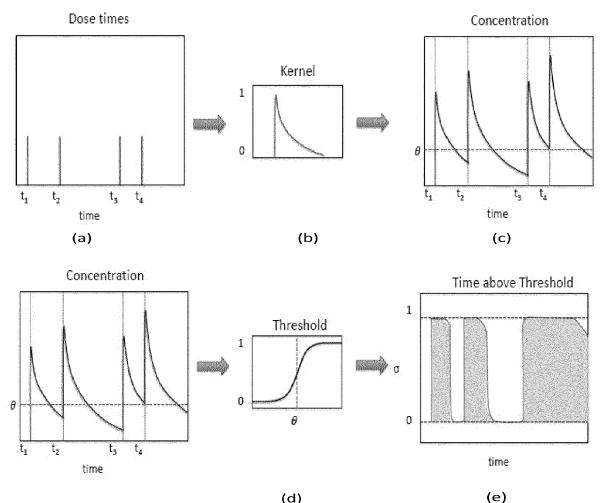 Dose times
t1 t2 t3 t4
time
(a)
Kernel
1
0
(b)
Concentration
θ
t1 t2 t3 t4
time
(c)
Concentration
θ
t1 t2 t3 t4
time
Threshold
1
0
θ
(d)
Time above Threshold
1
σ
0
time
(e)